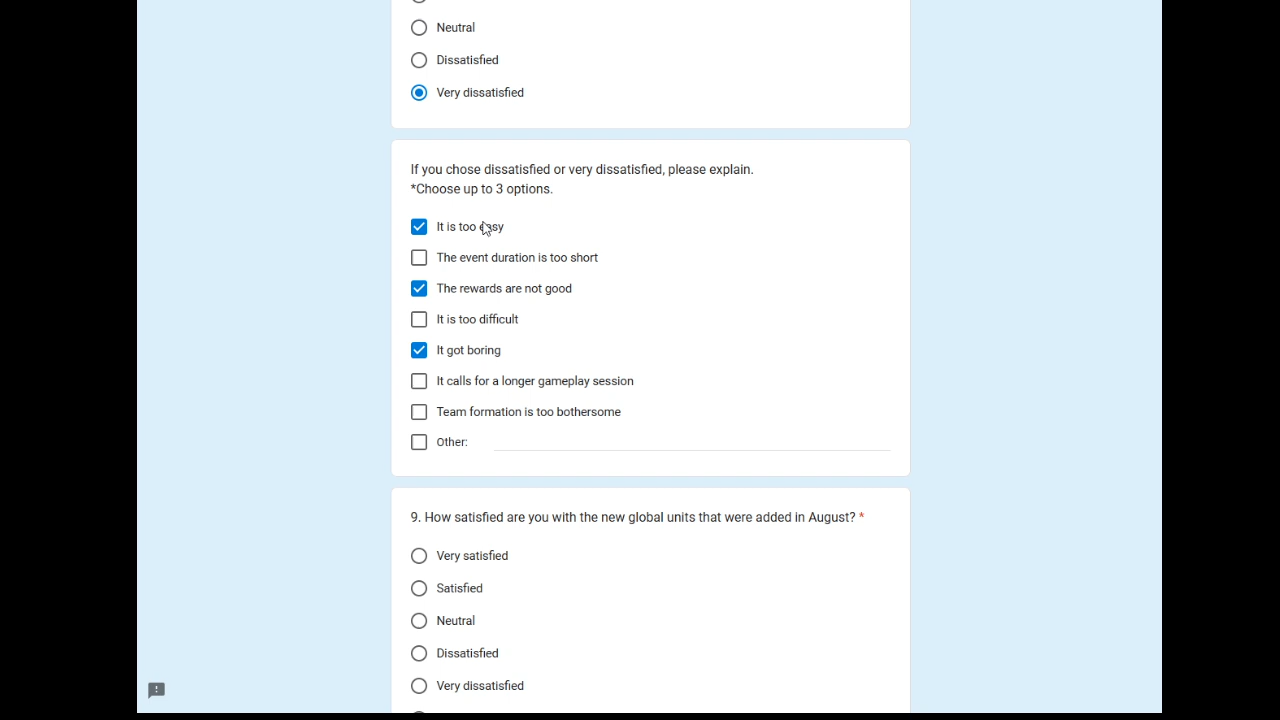 Neutral
Dissatisfied
Very dissatisfied
If you chose dissatisfied or very dissatisfied, please explain.
*Choose up to 3 options.
It is too easy
The event duration is too short
The rewards are not good
It is too difficult
It got boring
It calls for a longer gameplay session
Team formation is too bothersome
Other:
9. How satisfied are you with the new global units that were added in August? *
Very satisfied
Satisfied
Neutral
Dissatisfied
Very dissatisfied